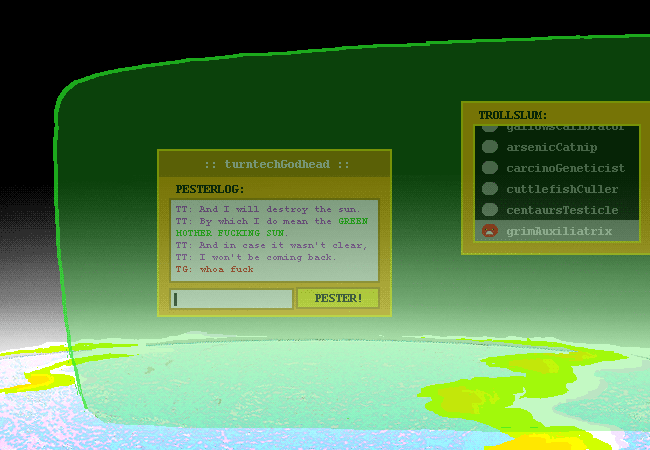 :: turntechGodhead ::
PESTERLOG:
TT: And I will destroy the sun.
TT: By which I do mean the GREEN
MOTHER FUCKING SUN.
TT: And in case it wasn't clear,
TT: I won't be coming back.
TG: whoa fuck
PESTER!
TROLLSLUM:
gallowsCalibrator
arsenicCatnip
carcinoGeneticist
cuttlefishCuller
centaursTesticle
grimAuxiliatrix